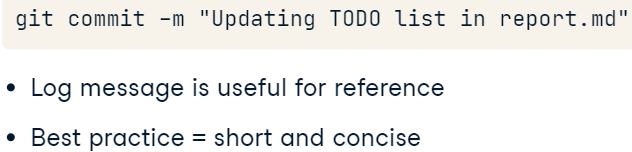 git commit -m "Updating TODO list in report.md"
• Log message is useful for reference
• Best practice = short and concise